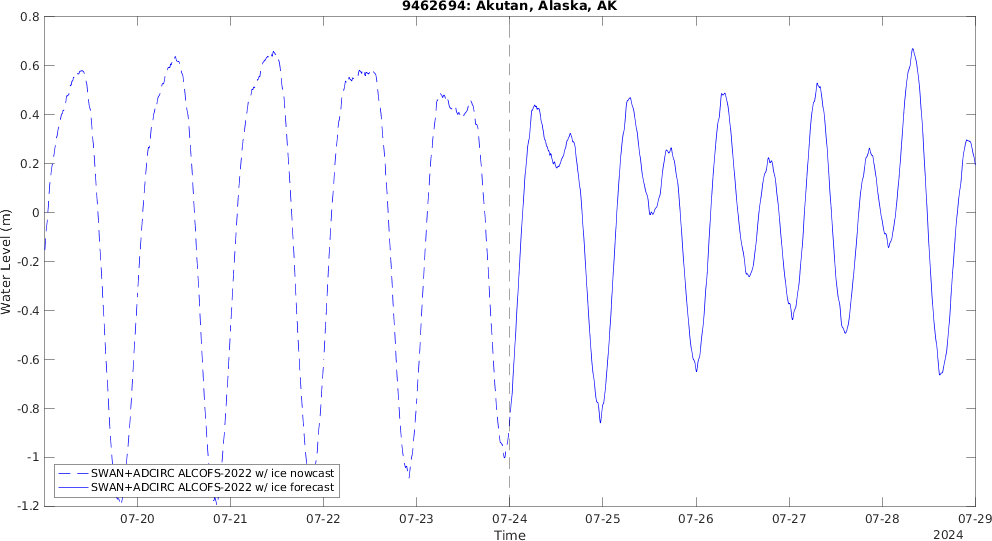 9462694: Akutan, Alaska, AK
0.8
0.6
0.4
0.2
0
-0.2
-0.4
-0.6
-0.8
-1
-1.2
Water Level (m)
SWAN+ADCIRC ALCOFS-2022 w/ ice nowcast
SWAN+ADCIRC ALCOFS-2022 w/ ice forecast
07-20 07-21 07-22 07-23 07-24 07-25 07-26 07-27 07-28 07-29
Time
2024